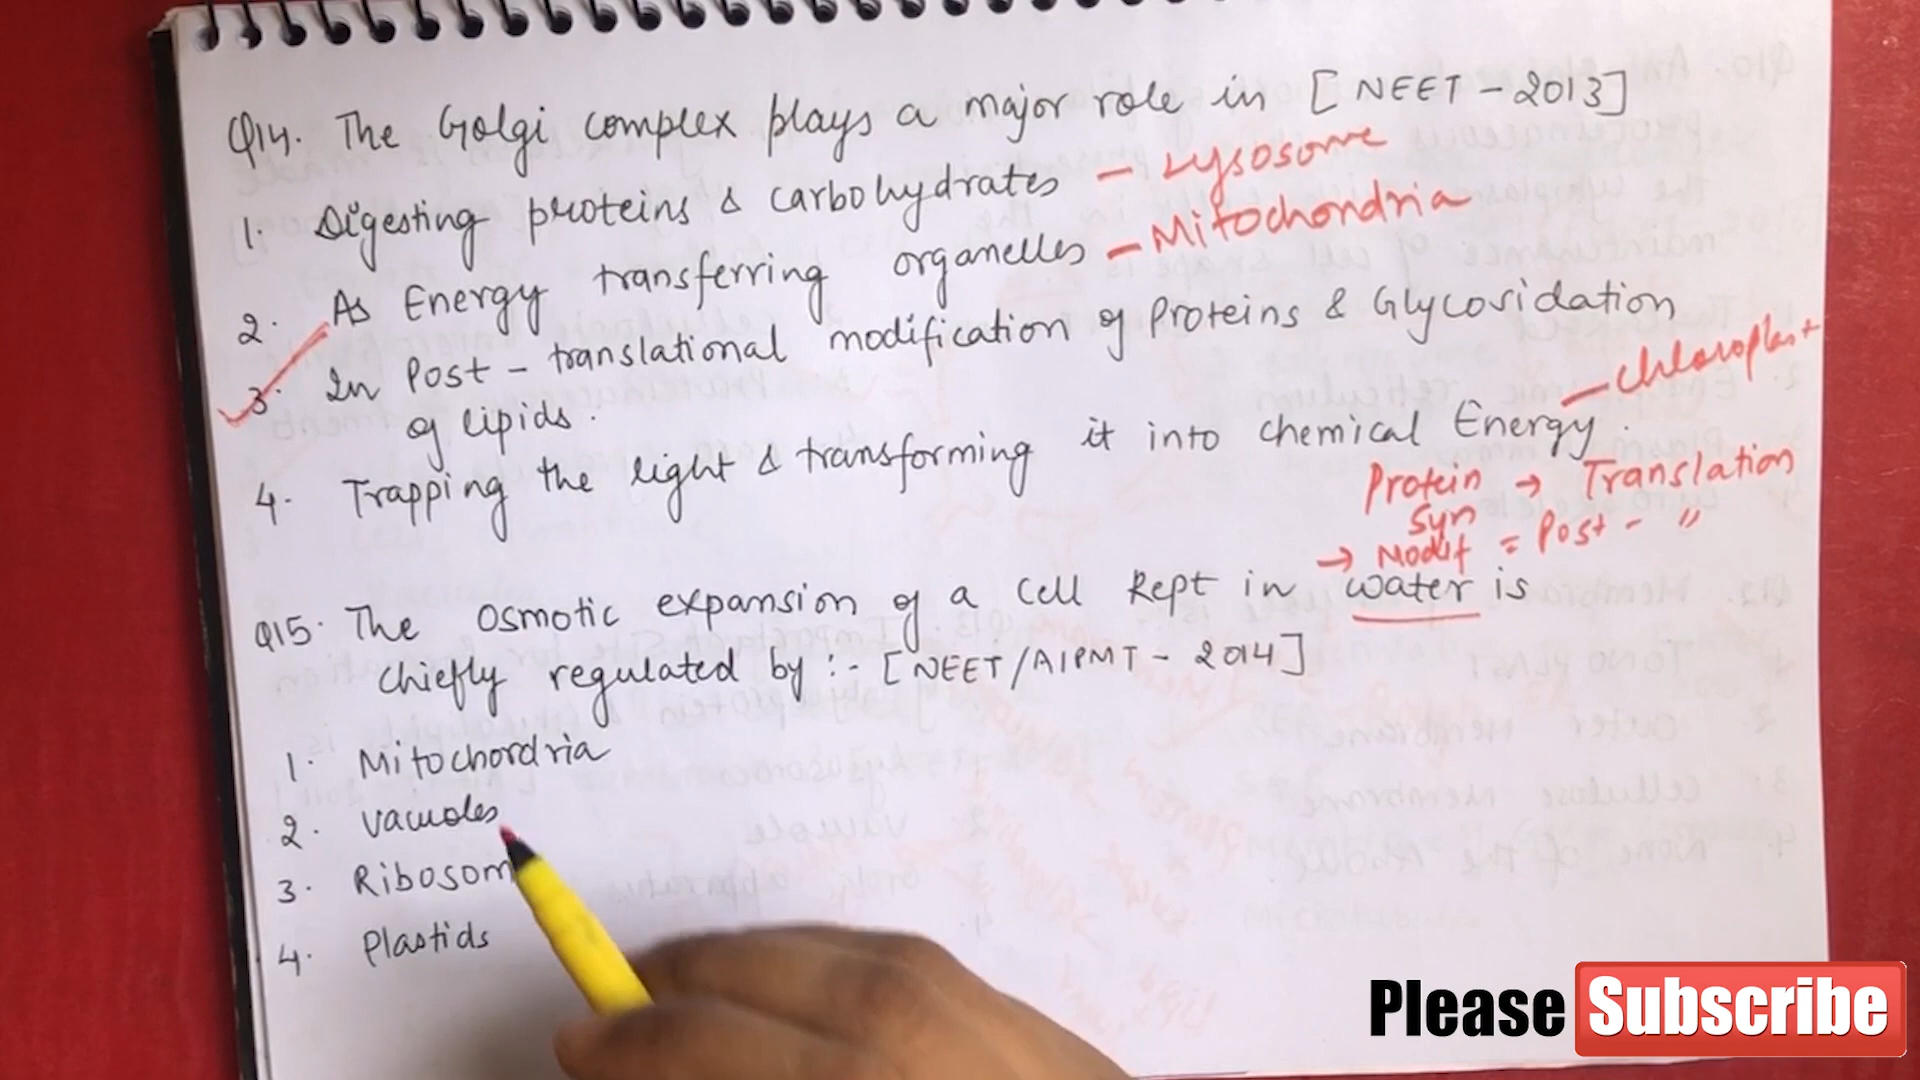 Q14. The Golgi complex plays a major role in [NEET - 2013]
1. Digesting proteins & carbohydrates - Lysosome
2. As Energy transferring organelles - Mitochondria
3. In Post - translational modification of Proteins & Glycosidation
of lipids.
4. Trapping the light & transforming it into chemical Energy. - chloroplast
Protein Syn → Translation
→ Modif = Post - "
Q15. The Osmotic expansion of a cell kept in water is
chiefly regulated by :- [NEET/AIPMT - 2014]
1. Mitochordria
2. Vacuoles
3. Ribosom
4. Plastids
Please Subscribe